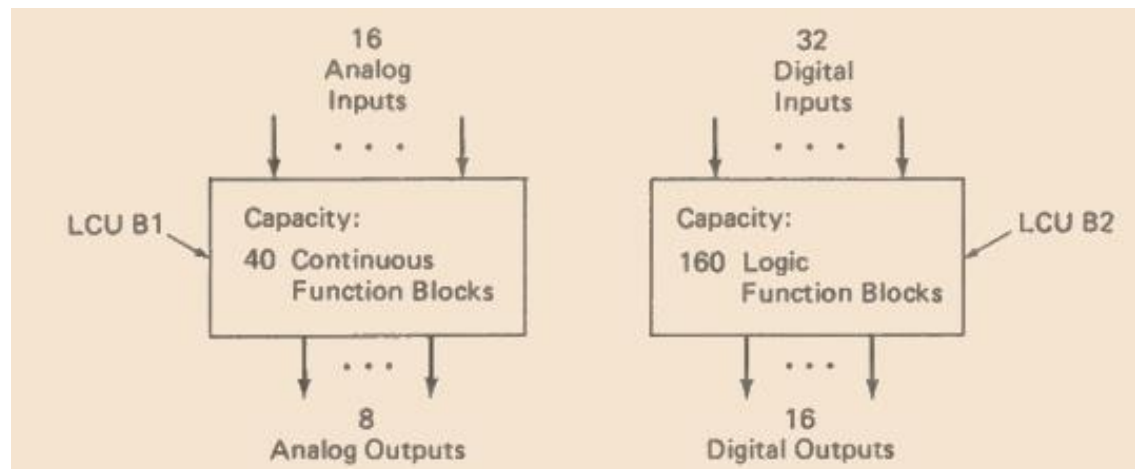 16
Analog
Inputs
LCU B1
Capacity:
40 Continuous
Function Blocks
8
Analog Outputs
32
Digital
Inputs
Capacity:
160 Logic
Function Blocks
LCU B2
16
Digital Outputs